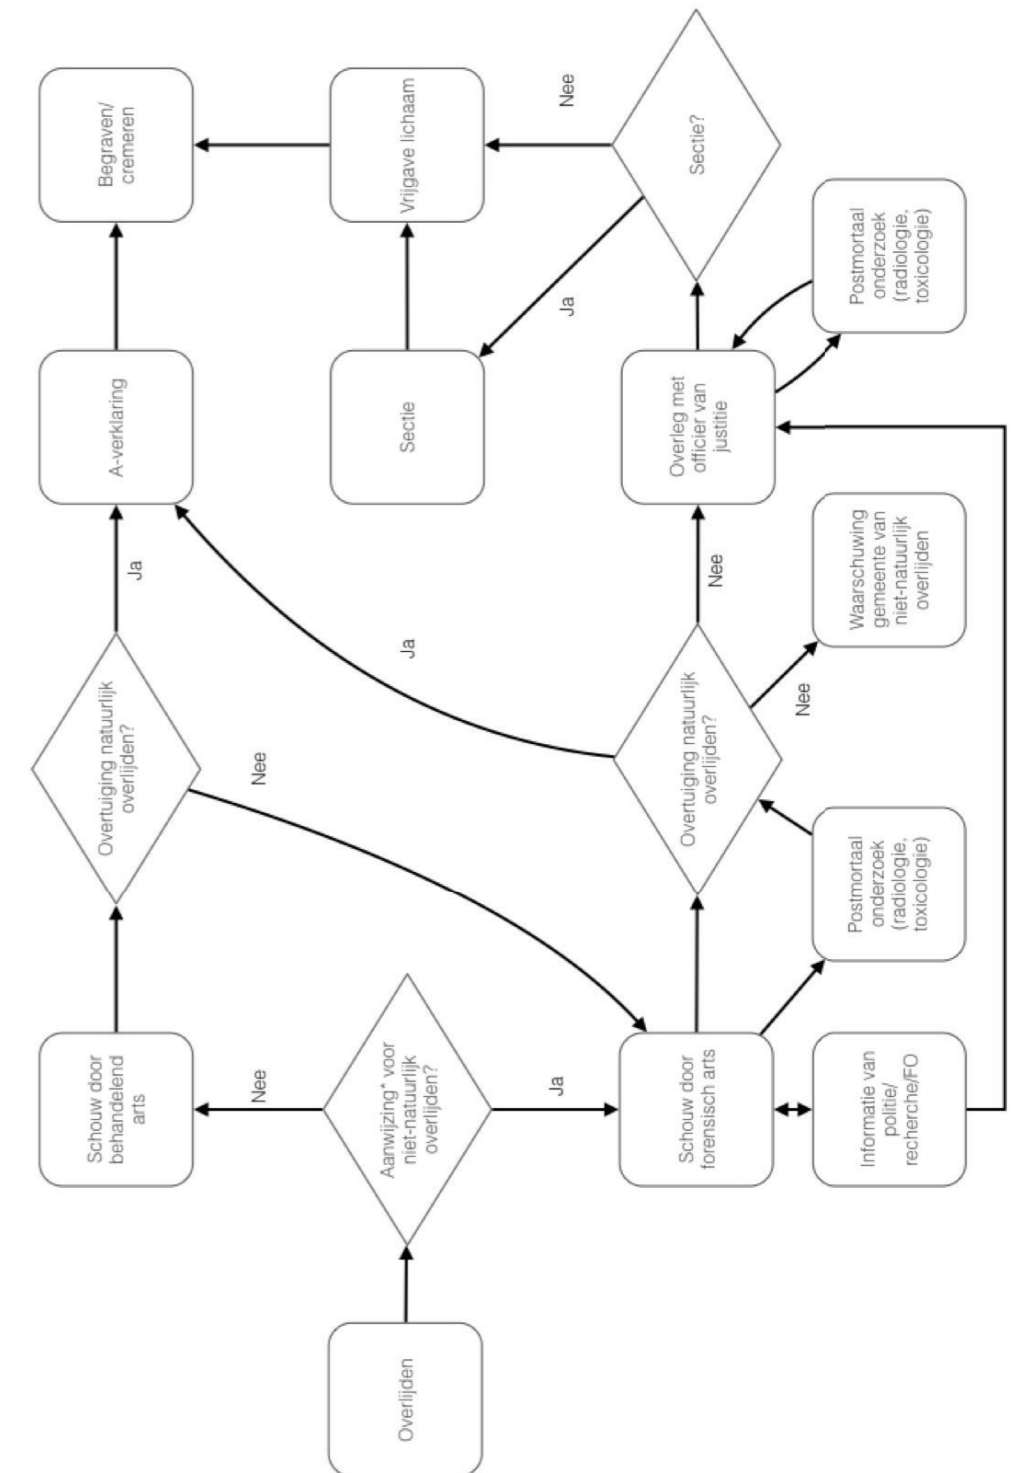 Overlijden
Aanwijzing* voor
niet-natuurlijk
overlijden?
Nee
Ja
Schouw door
behandelend
arts
Overtuiging natuurlijk
overlijden?
Ja
Nee
A-verklaring
Begraven/
cremeren
Schouw door
forensisch arts
Informatie van
politie/
recherche/FO
Postmortaal
onderzoek
(radiologie,
toxicologie)
Overtuiging natuurlijk
overlijden?
Ja
Nee
Nee
Waarschuwing
gemeente van
niet-natuurlijk
overlijden
Overleg met
officier van
justitie
Postmortaal
onderzoek
(radiologie,
toxicologie)
Sectie?
Ja
Nee
Sectie
Vrijgave lichaam